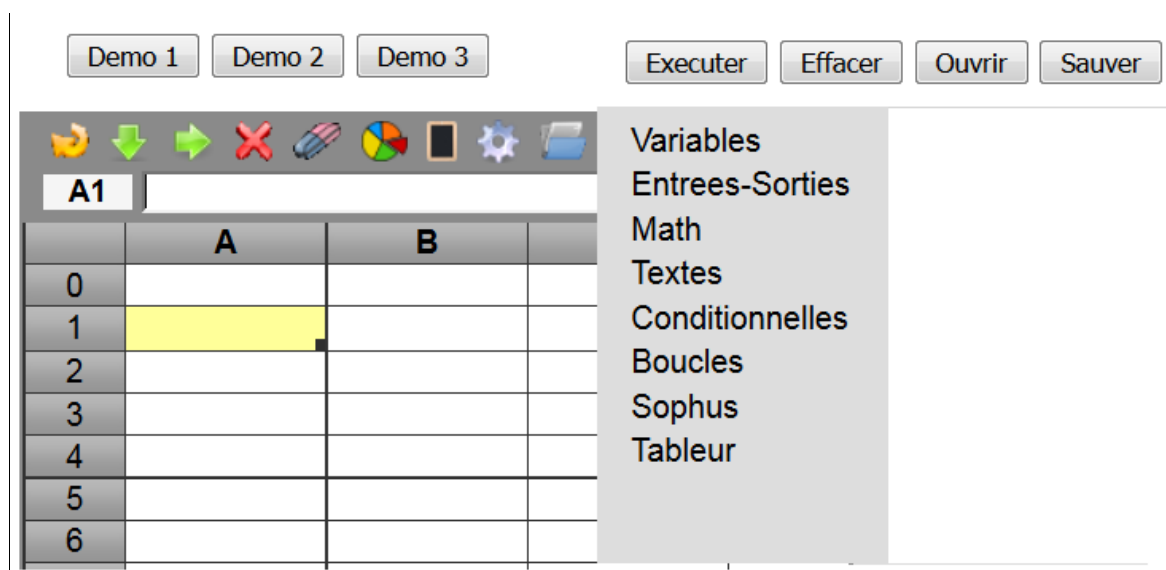 Demo 1 Demo 2 Demo 3 Executer Effacer Ouvrir Sauver
A1
A B
0
1
2
3
4
5
6
Variables
Entrees-Sorties
Math
Textes
Conditionnelles
Boucles
Sophus
Tableur